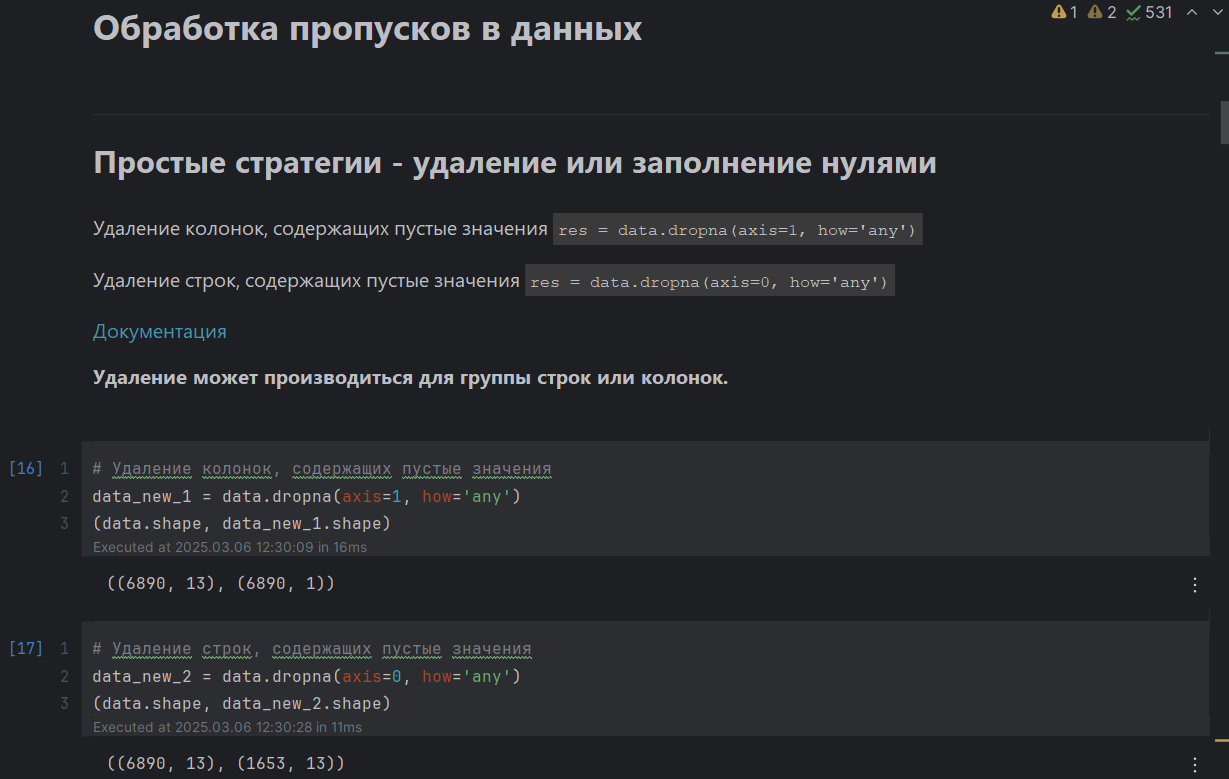 Обработка пропусков в данных
1 2 531
Простые стратегии - удаление или заполнение нулями
Удаление колонок, содержащих пустые значения res = data.dropna(axis=1, how='any')
Удаление строк, содержащих пустые значения res = data.dropna(axis=0, how='any')
Документация
Удаление может производиться для группы строк или колонок.
[16] 1 # Удаление колонок, содержащих пустые значения
2 data_new_1 = data.dropna(axis=1, how='any')
3 (data.shape, data_new_1.shape)
Executed at 2025.03.06 12:30:09 in 16ms
((6890, 13), (6890, 1))
[17] 1 # Удаление строк, содержащих пустые значения
2 data_new_2 = data.dropna(axis=0, how='any')
3 (data.shape, data_new_2.shape)
Executed at 2025.03.06 12:30:28 in 11ms
((6890, 13), (1653, 13))